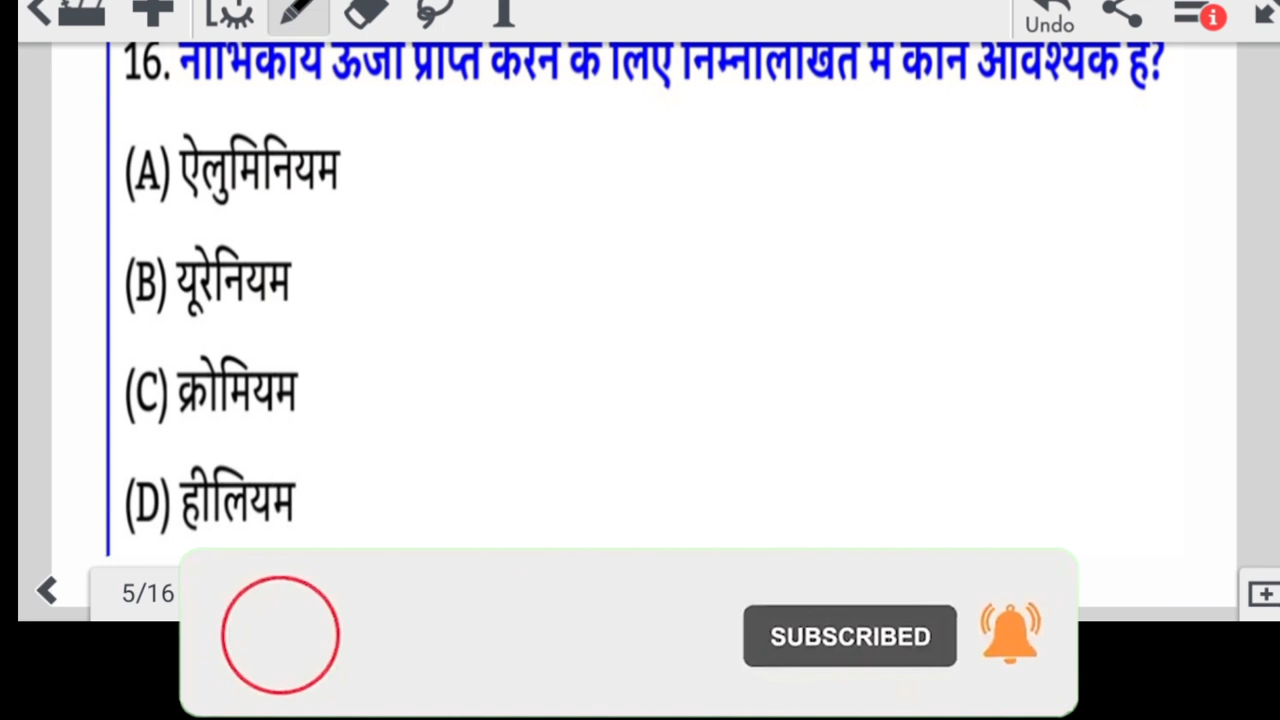 Undo
16. नाभिकीय ऊर्जा प्राप्त करने के लिए निम्नलिखित में कौन आवश्यक है?
(A) ऐलुमिनियम
(B) यूरेनियम
(C) क्रोमियम
(D) हीलियम
5/16
SUBSCRIBED